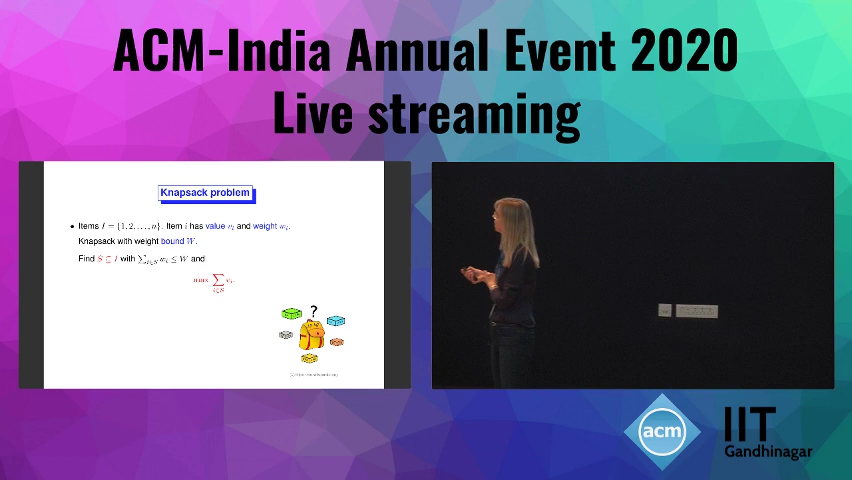 ACM-India Annual Event 2020
Live streaming
Knapsack problem
• Items I = {1, 2, . . . , n}. Item i has value vᵢ and weight wᵢ.
Knapsack with weight bound W.
Find S ⊆ I with ∑ᵢ∈S wᵢ ≤ W and
max ∑ᵢ∈S vᵢ.
?
acm
IIT
Gandhinagar